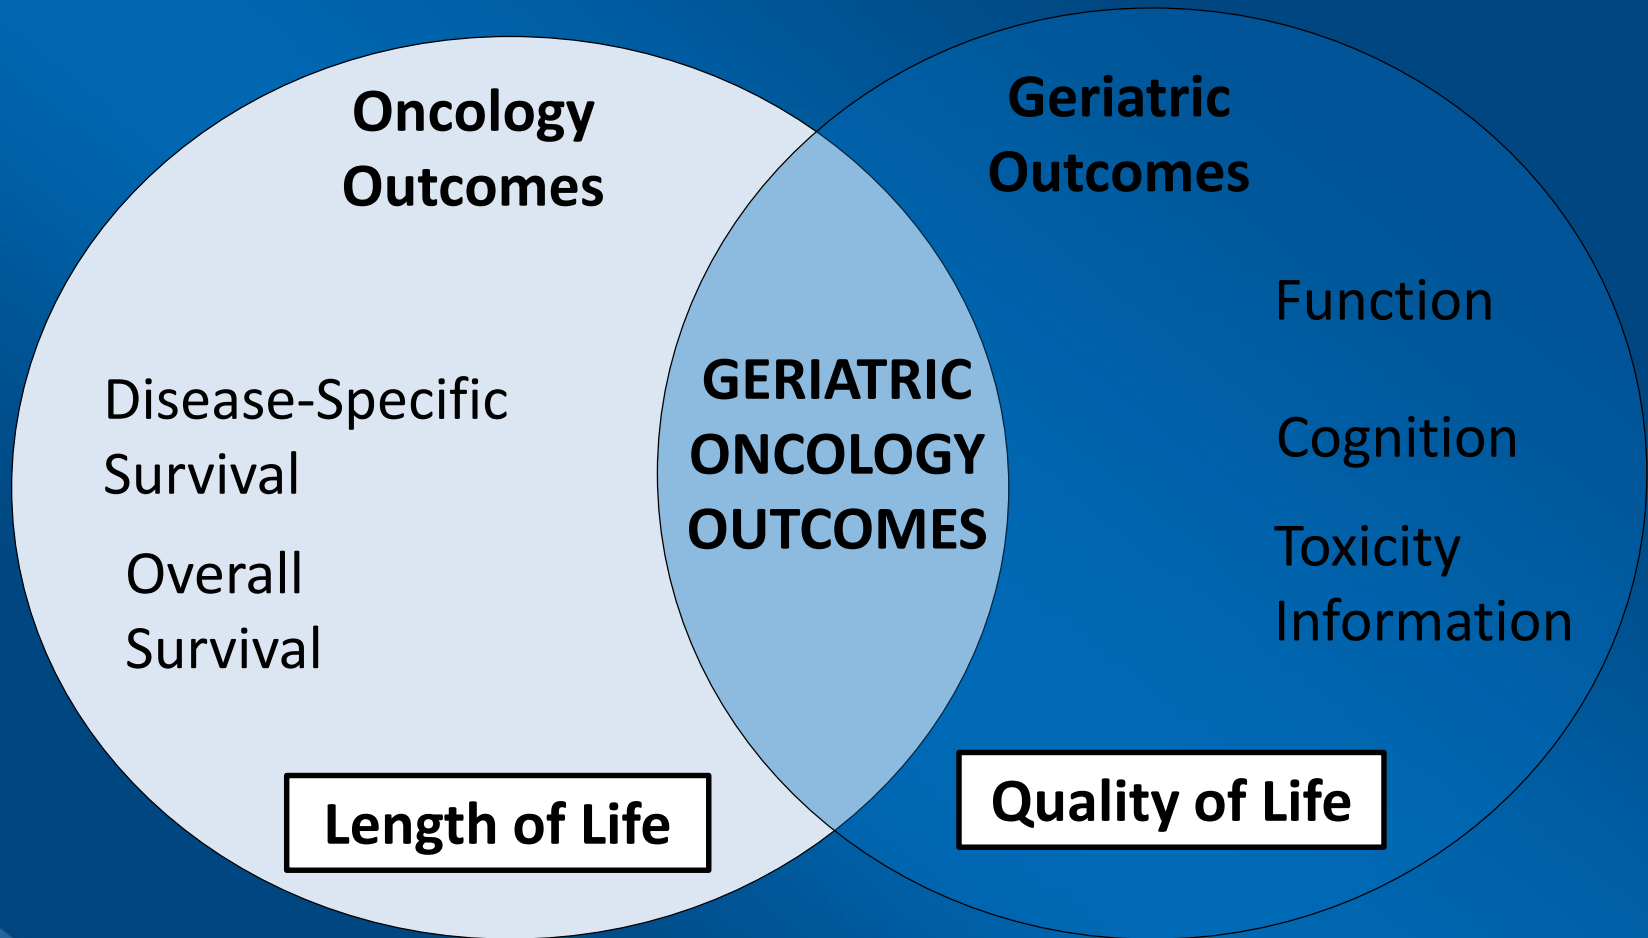 Oncology
Outcomes
Disease-Specific
Survival
Overall
Survival
Length of Life
GERIATRIC
ONCOLOGY
OUTCOMES
Geriatric
Outcomes
Function
Cognition
Toxicity
Information
Quality of Life